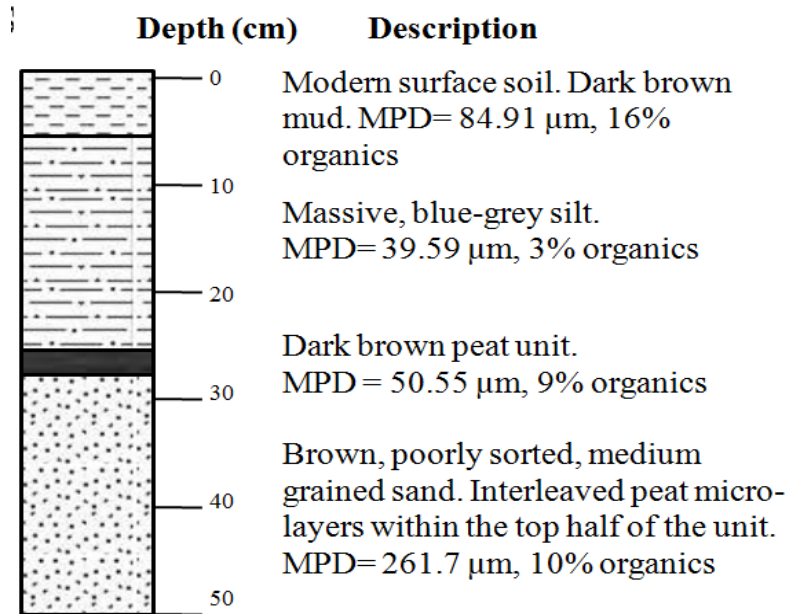 Depth (cm) Description
0
Modern surface soil. Dark brown
mud. MPD= 84.91 µm, 16%
organics
10
Massive, blue-grey silt.
MPD= 39.59 µm, 3% organics
20
Dark brown peat unit.
MPD = 50.55 µm, 9% organics
30
Brown, poorly sorted, medium
grained sand. Interleaved peat micro-
layers within the top half of the unit.
MPD= 261.7 µm, 10% organics
40
50